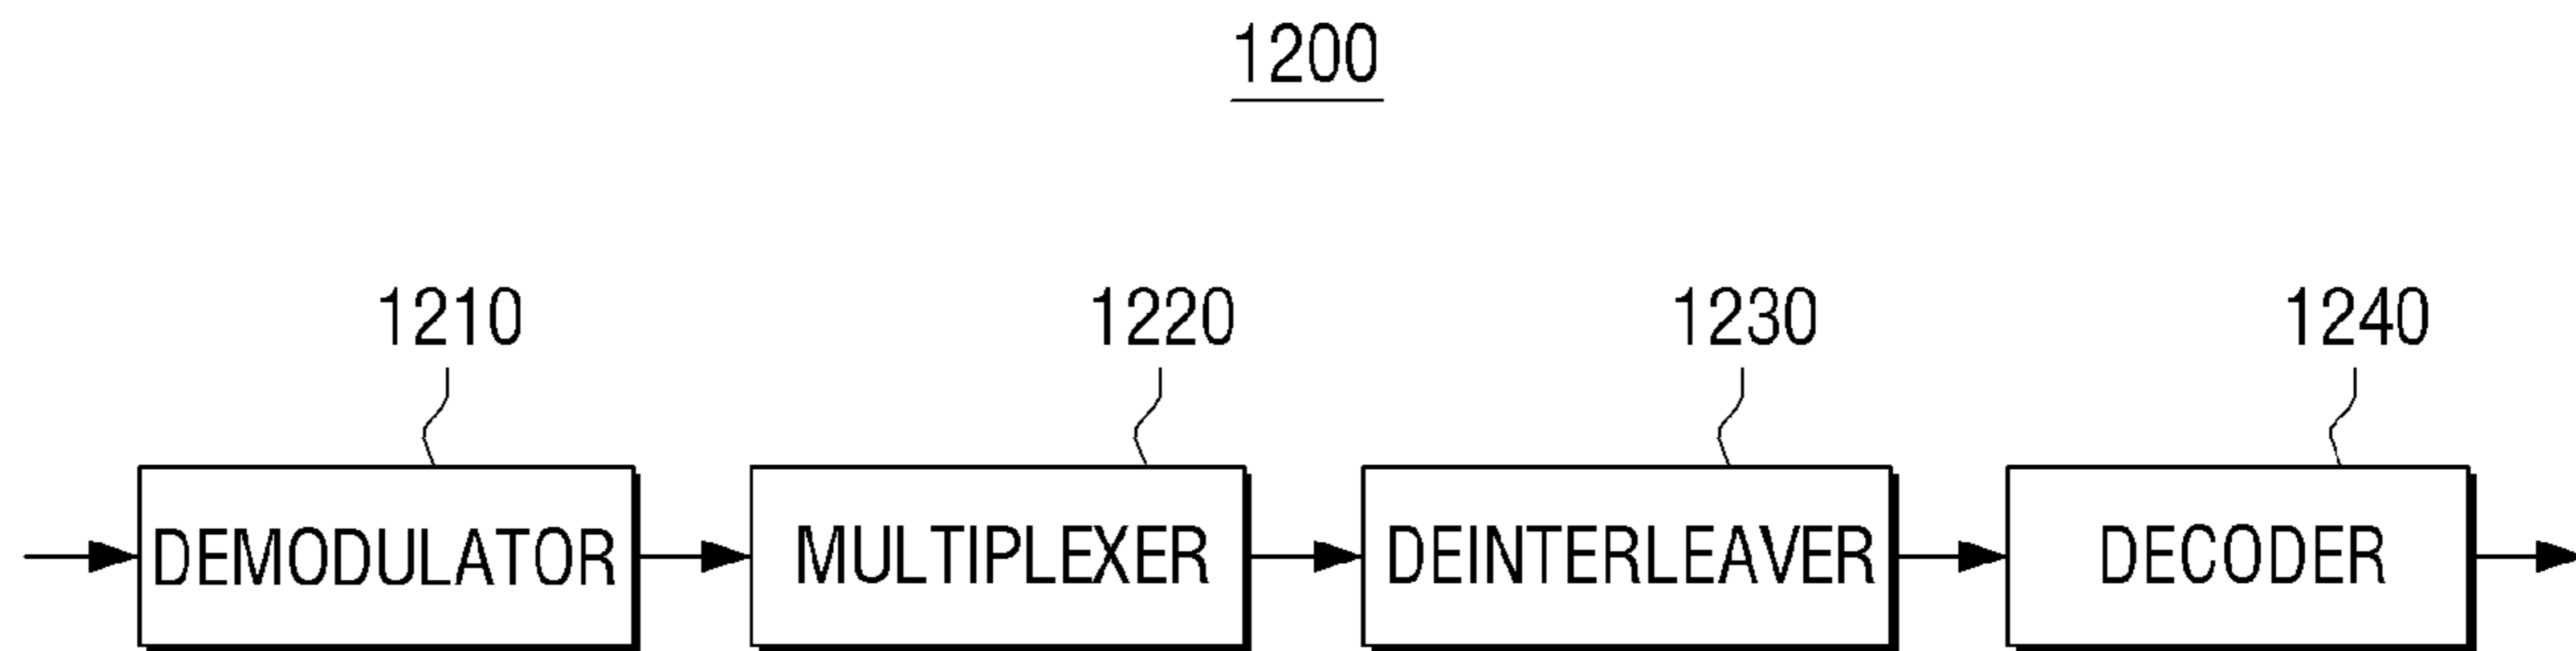 1200
1210 1220 1230 1240
DEMODULATOR MULTIPLEXER DEINTERLEAVER DECODER